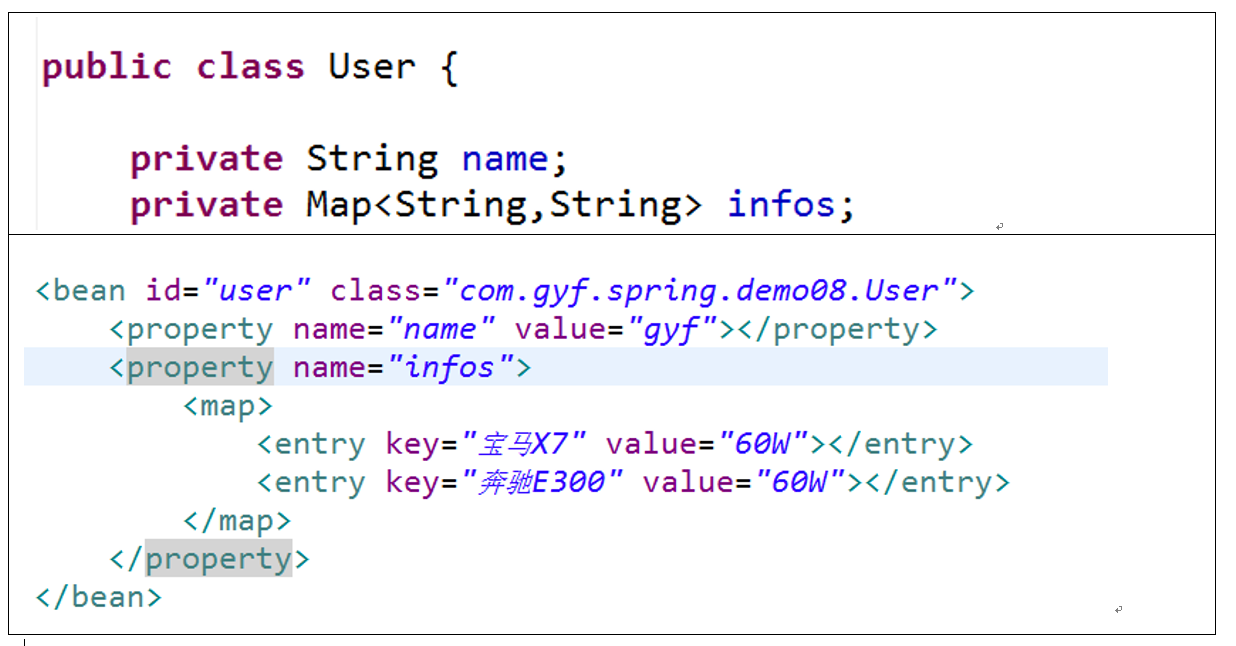 public class User {
private String name;
private Map<String,String> infos;
<bean id="user" class="com.gyf.spring.demo08.User">
<property name="name" value="gyf"></property>
<property name="infos">
<map>
<entry key="宝马X7" value="60W"></entry>
<entry key="奔驰E300" value="60W"></entry>
</map>
</property>
</bean>